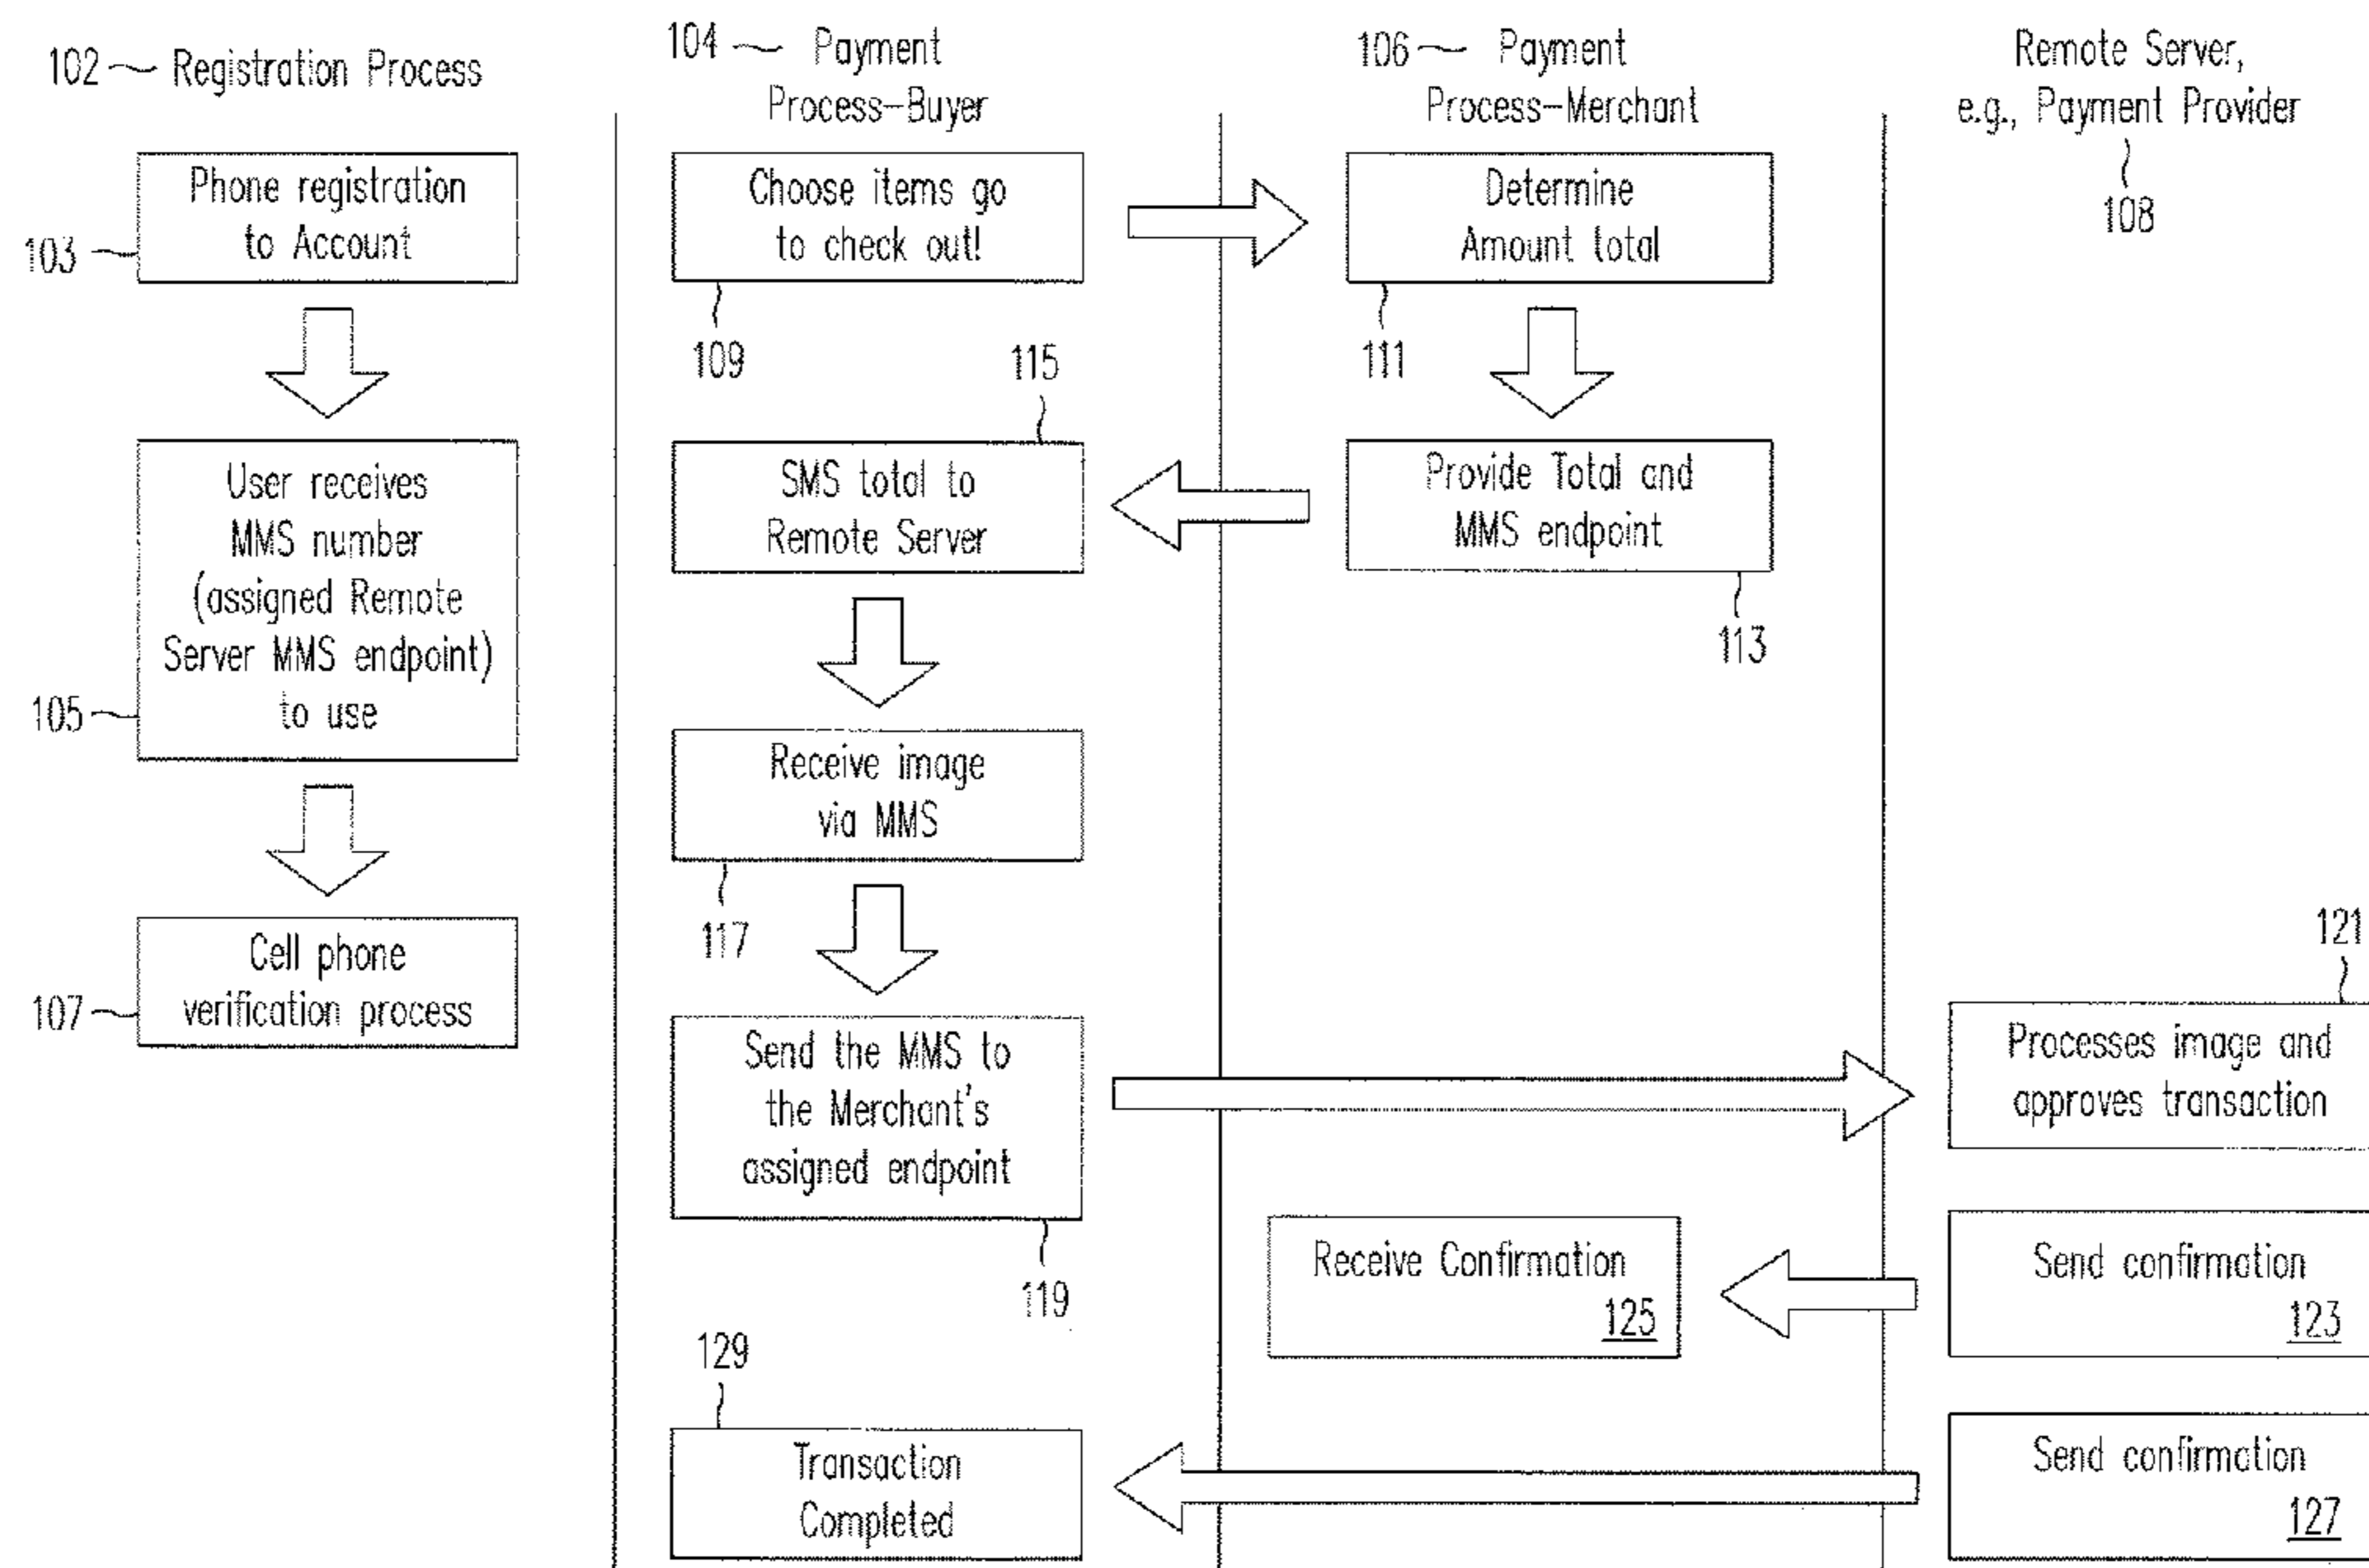 102 Registration Process
103
Phone registration
to Account
105
User receives
MMS number
(assigned Remote
Server MMS endpoint)
to use
107
Cell phone
verification process
104 Payment
Process-Buyer
Choose items go
to check out!
109
115
SMS total to
Remote Server
Receive image
via MMS
117
Send the MMS to
the Merchant's
assigned endpoint
119
129
Transaction
Completed
106 Payment
Process-Merchant
Determine
Amount total
111
Provide Total and
MMS endpoint
113
Receive Confirmation
125
Remote Server,
e.g., Payment Provider
108
121
Processes image and
approves transaction
Send confirmation
123
Send confirmation
127